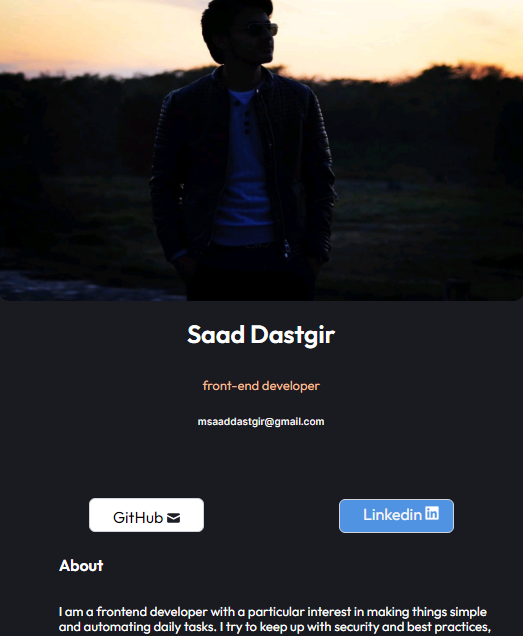 Saad Dastgir
front-end developer
msaaddastgir@gmail.com
GitHub
Linkedin
About
I am a frontend developer with a particular interest in making things simple
and automating daily tasks. I try to keep up with security and best practices,